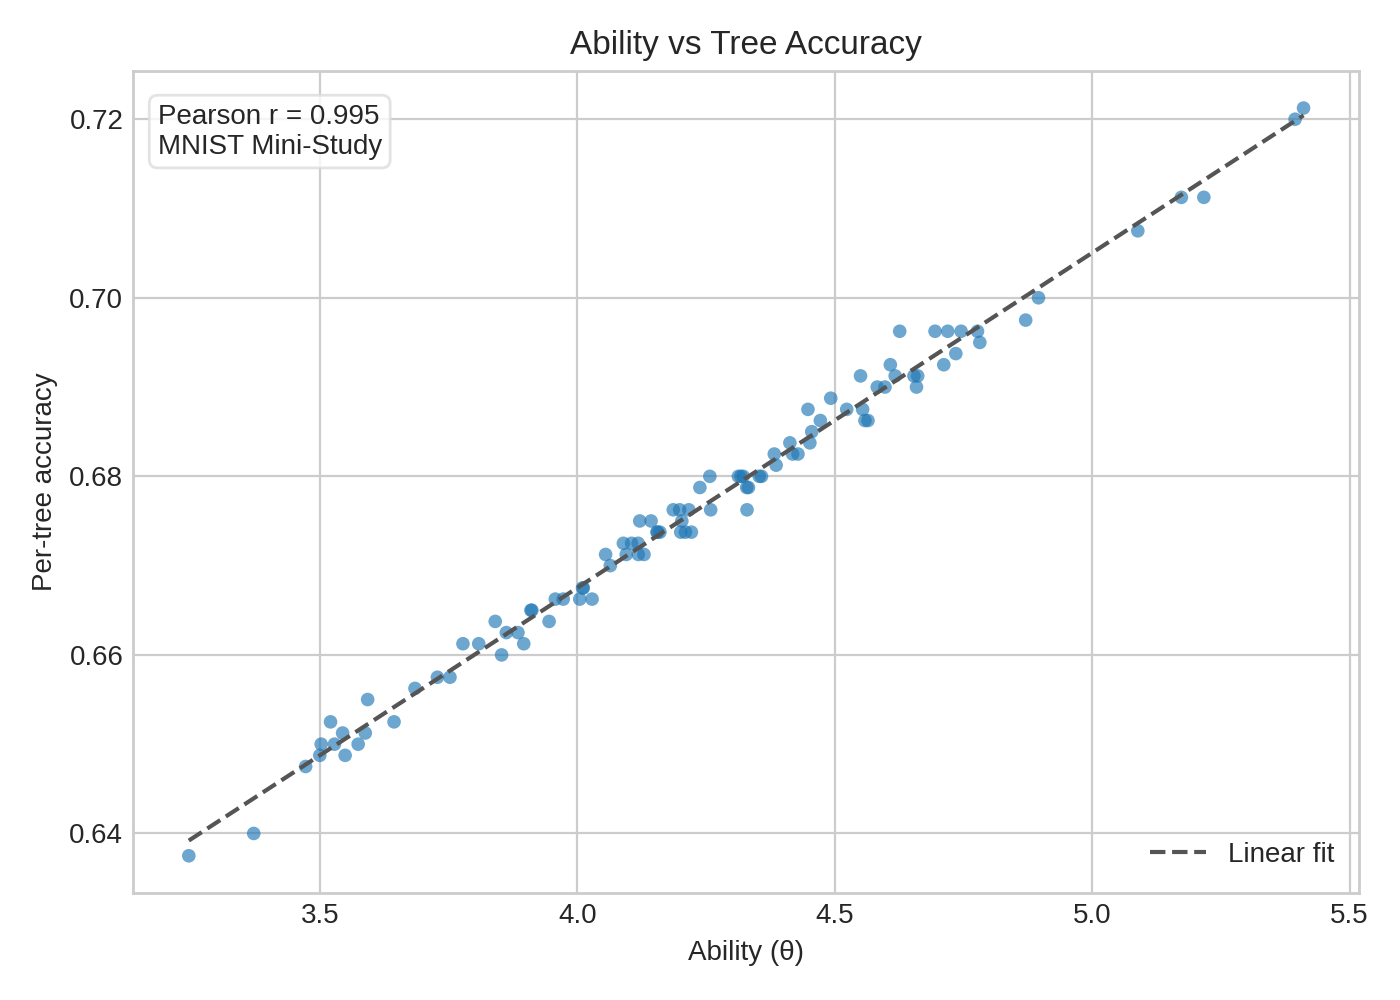 Ability vs Tree Accuracy
Pearson r = 0.995
MNIST Mini-Study
0.72
0.70
0.68
0.66
0.64
Per-tree accuracy
Linear fit
3.5 4.0 4.5 5.0 5.5
Ability (θ)